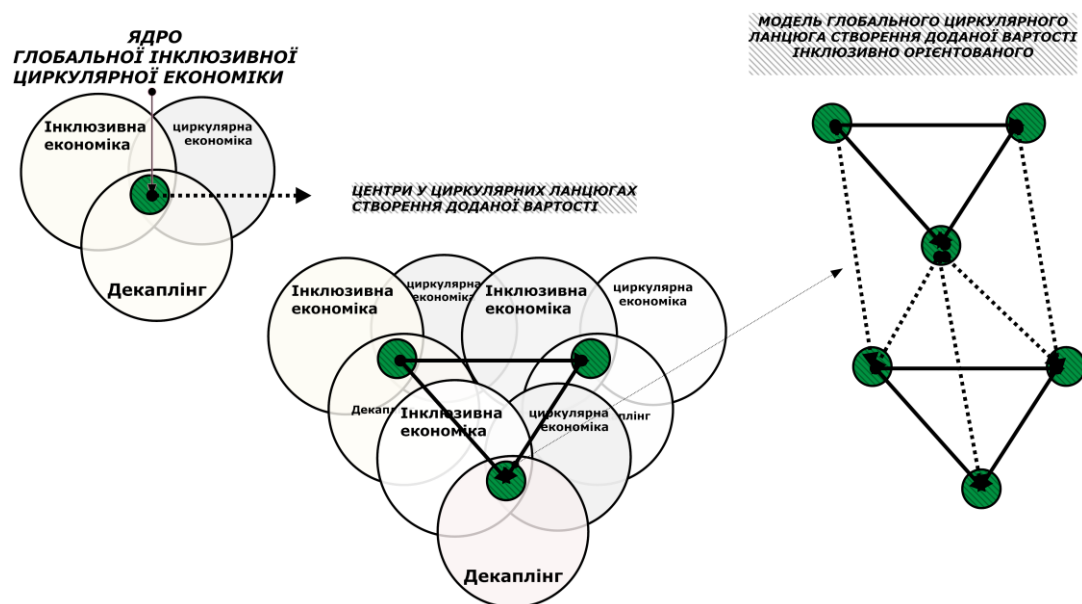 ЯДРО
ГЛОБАЛЬНОЇ ІНКЛЮЗИВНОЇ
ЦИРКУЛЯРНОЇ ЕКОНОМІКИ
Інклюзивна
економіка
циркулярна
економіка
Декаплінг
ЦЕНТРИ У ЦИРКУЛЯРНИХ ЛАНЦЮГАХ
СТВОРЕННЯ ДОДАНОЇ ВАРТОСТІ
Інклюзивна
економіка
циркулярна
економіка
Інклюзивна
економіка
циркулярна
економіка
Декапл
Інклюзивна
економіка
циркулярна
економіка
плінг
Декаплінг
МОДЕЛЬ ГЛОБАЛЬНОГО ЦИРКУЛЯРНОГО
ЛАНЦЮГА СТВОРЕННЯ ДОДАНОЇ ВАРТОСТІ
ІНКЛЮЗИВНО ОРІЄНТОВАНОГО